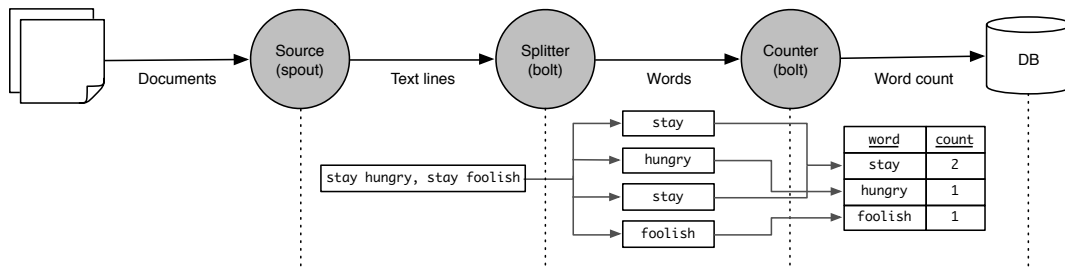 Source
(spout)
Splitter
(bolt)
Counter
(bolt)
DB
Documents
Text lines
Words
Word count
stay hungry, stay foolish
stay
hungry
stay
foolish
word count
stay 2
hungry 1
foolish 1